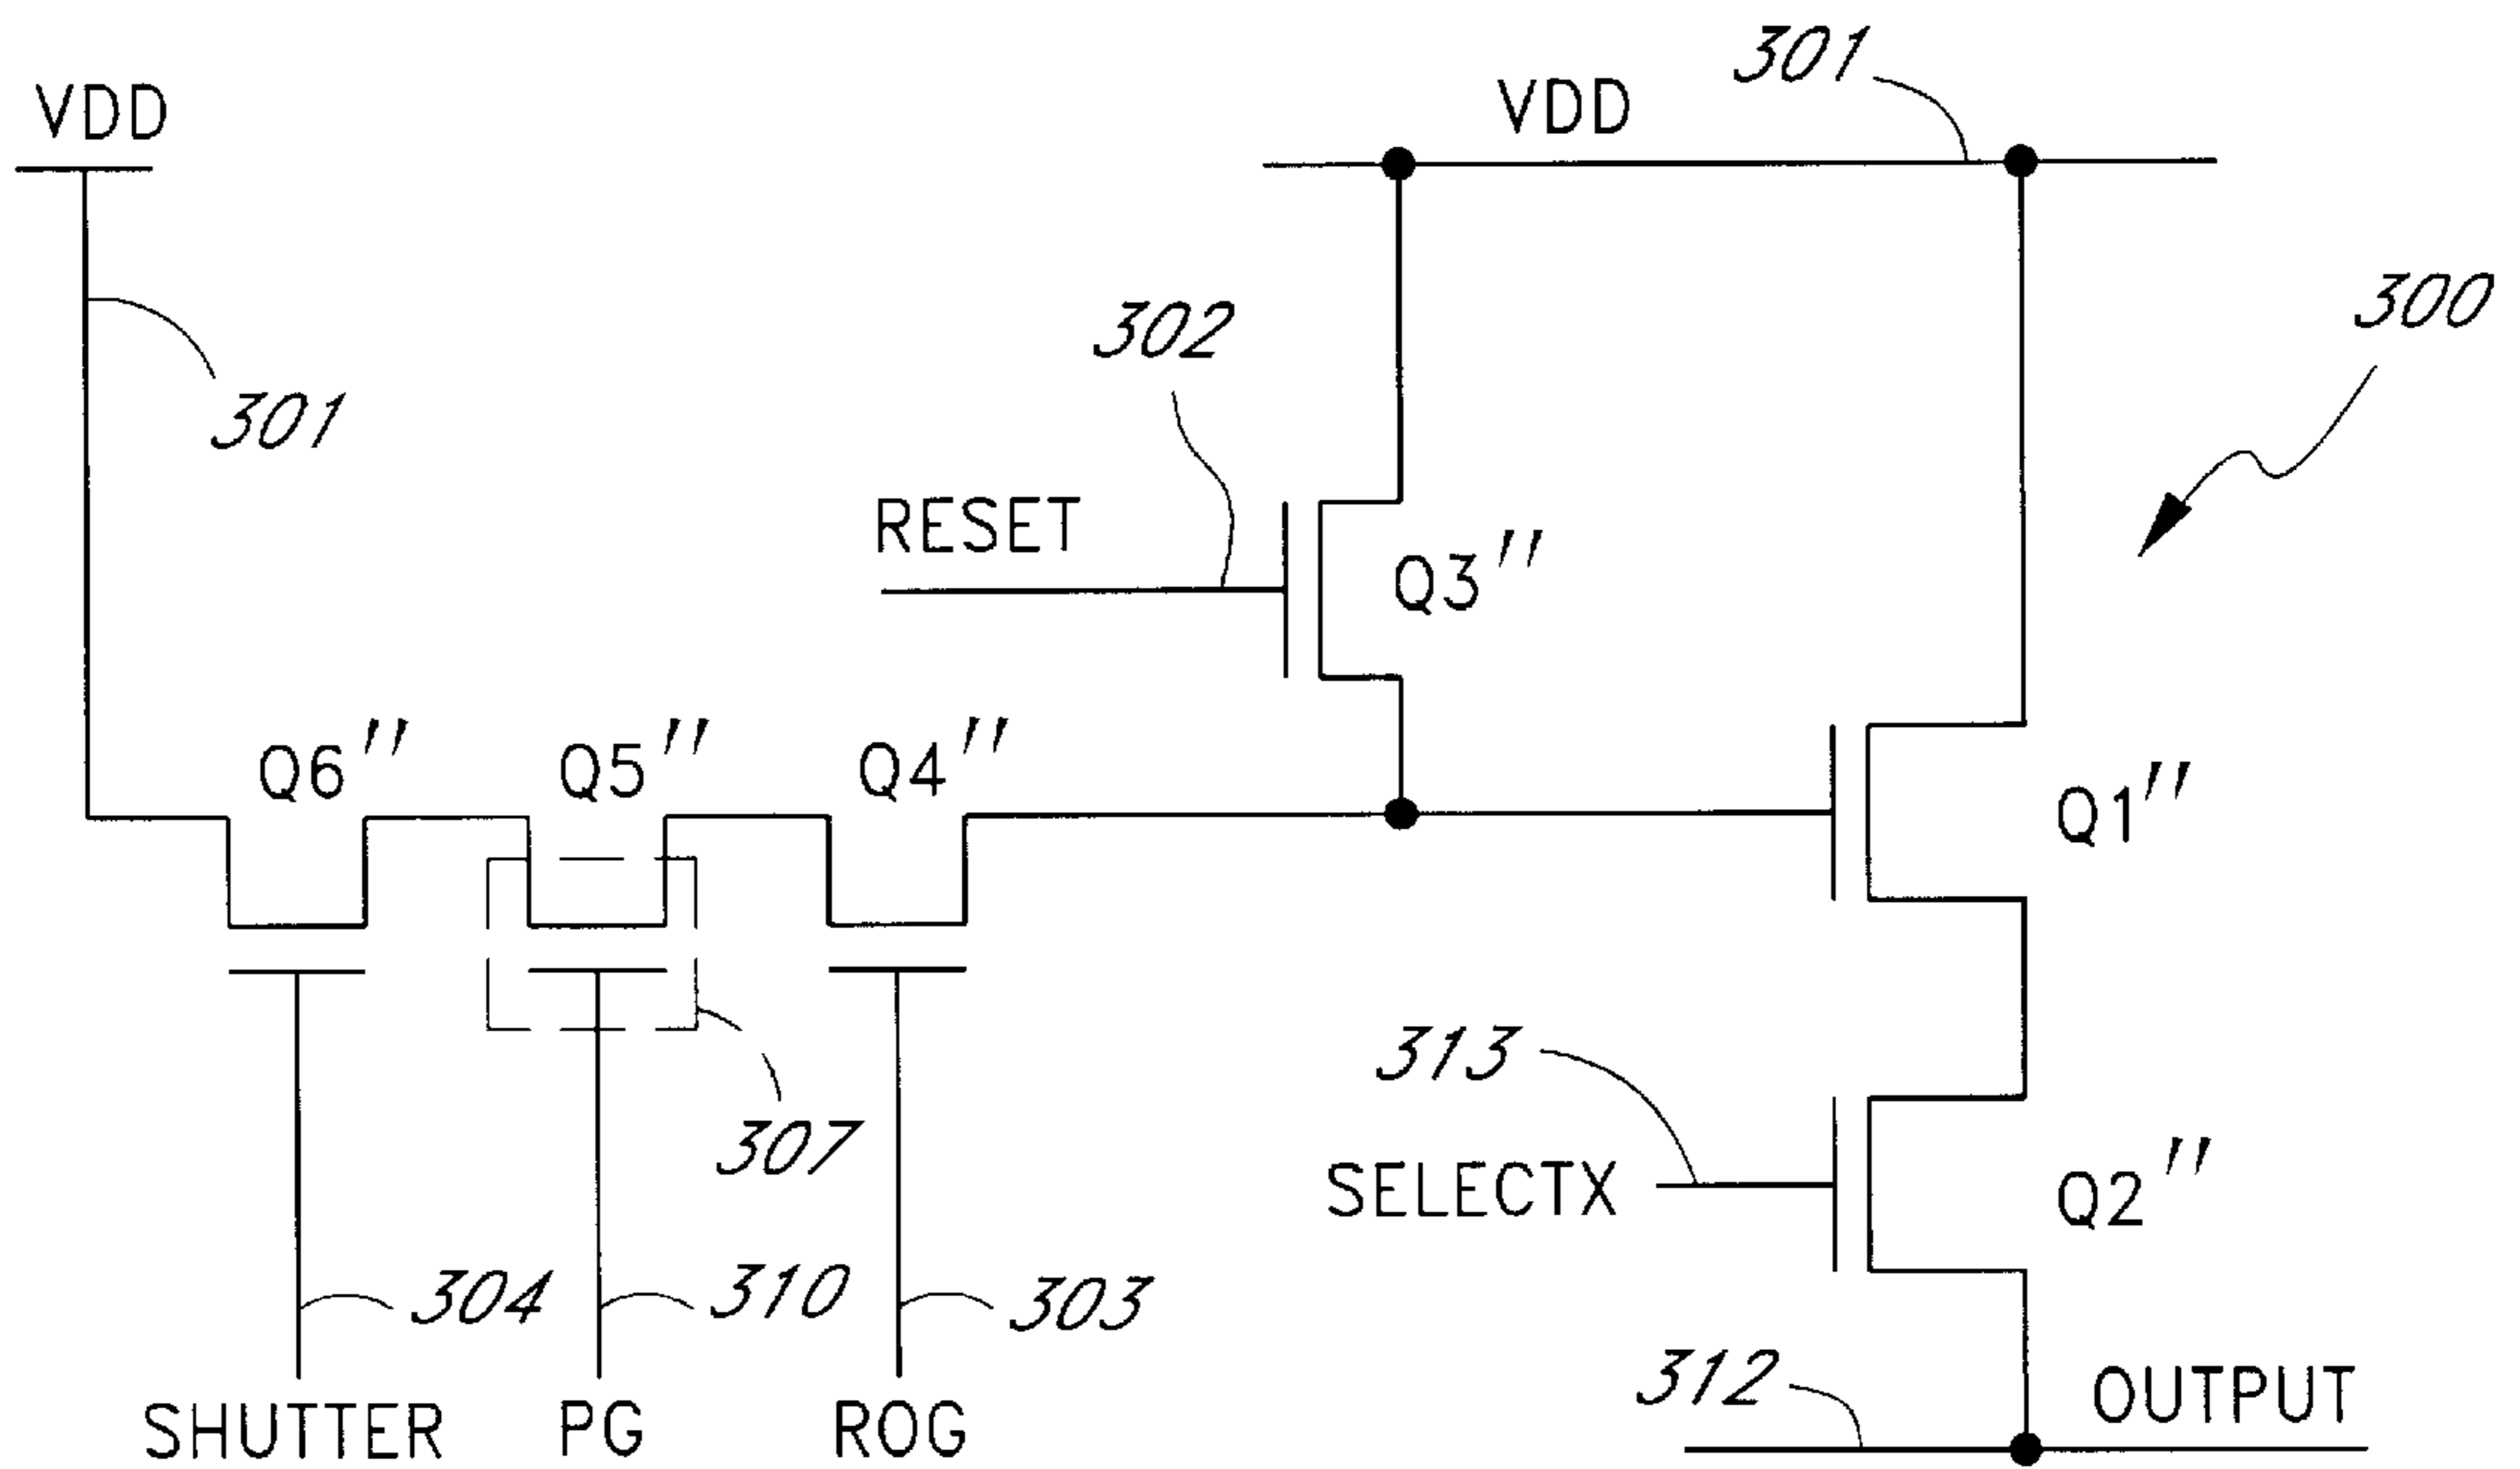 301
VDD
VDD
300
302
301
RESET
Q3"
Q6"
Q5"
Q4"
Q1"
313
307
SELECTX
Q2"
304
310
303
312
OUTPUT
SHUTTER
PG
ROG